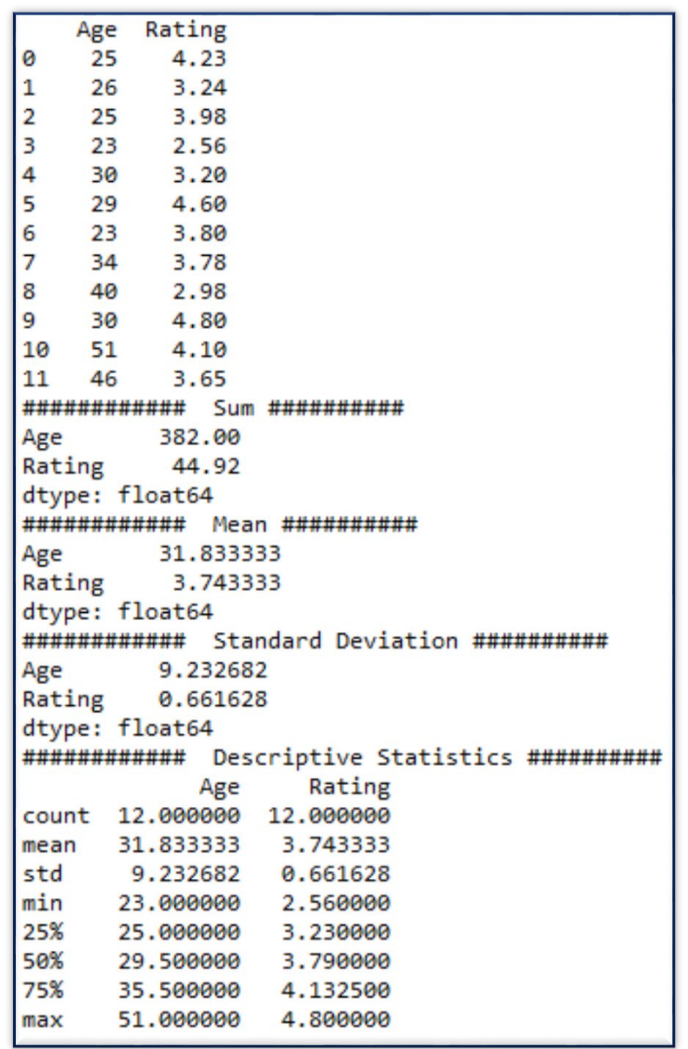 Age  Rating
0    25    4.23
1    26    3.24
2    25    3.98
3    23    2.56
4    30    3.20
5    29    4.60
6    23    3.80
7    34    3.78
8    40    2.98
9    30    4.80
10   51    4.10
11   46    3.65
############  Sum ##########
Age       382.00
Rating     44.92
dtype: float64
############  Mean ##########
Age       31.833333
Rating     3.743333
dtype: float64
############  Standard Deviation ##########
Age       9.232682
Rating    0.661628
dtype: float64
############  Descriptive Statistics ##########
             Age     Rating
count  12.000000  12.000000
mean   31.833333   3.743333
std     9.232682   0.661628
min    23.000000   2.560000
25%    25.000000   3.230000
50%    29.500000   3.790000
75%    35.500000   4.132500
max    51.000000   4.800000